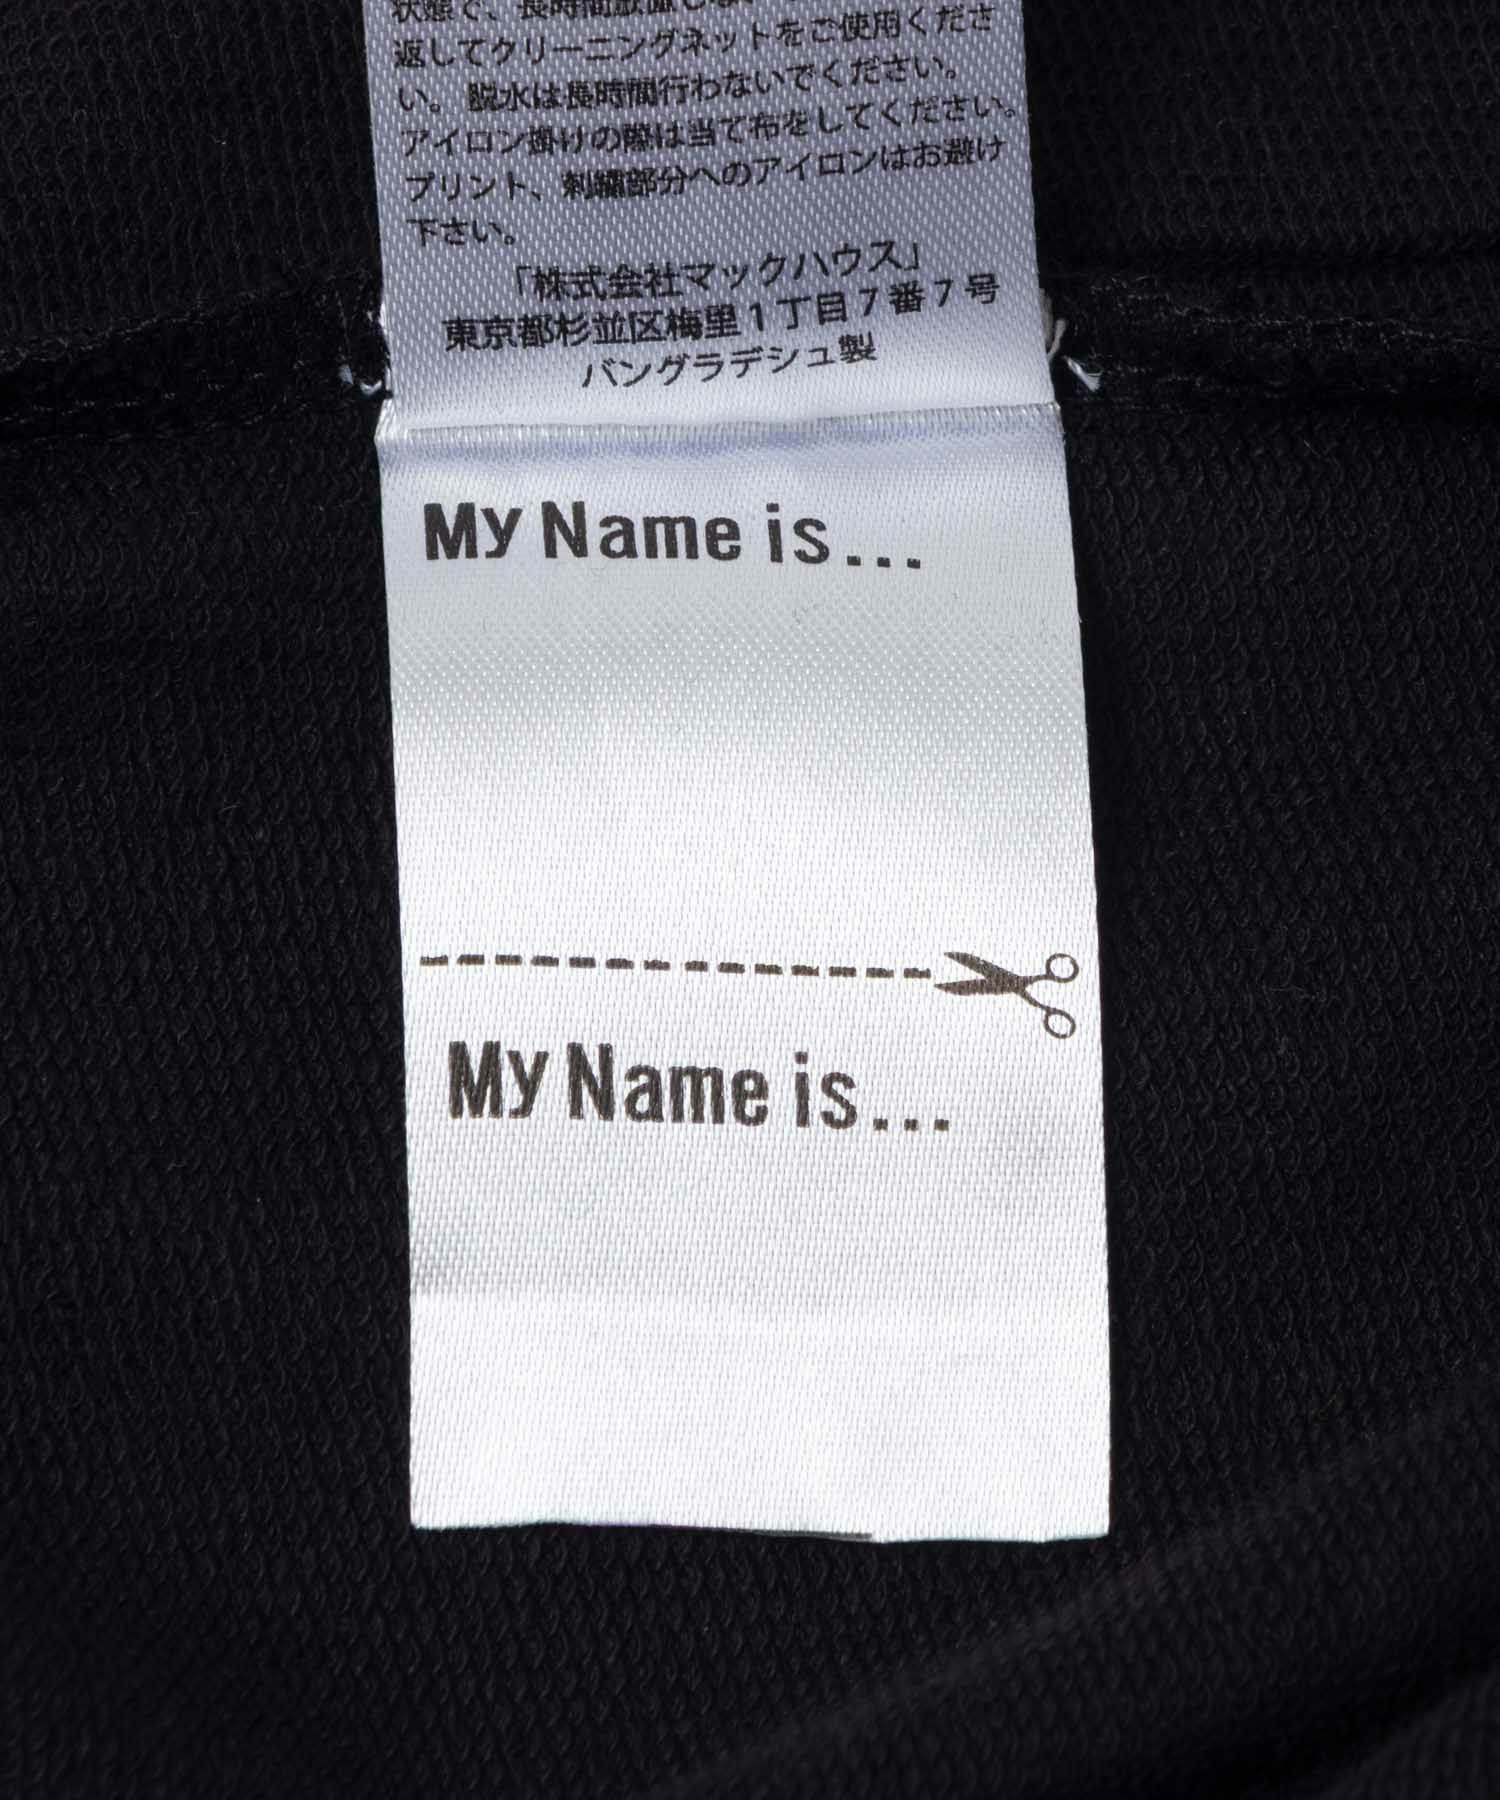 状態で、長時間放置しな
返してクリーニングネットをご使用くださ
い。脱水は長時間行わないでください。
アイロン掛けの際は当て布をしてください。
プリント、刺繍部分へのアイロンはお避け
下さい。
「株式会社マックハウス」
東京都杉並区梅里1丁目7番7号
バングラデシュ製
My Name is...
My Name is...